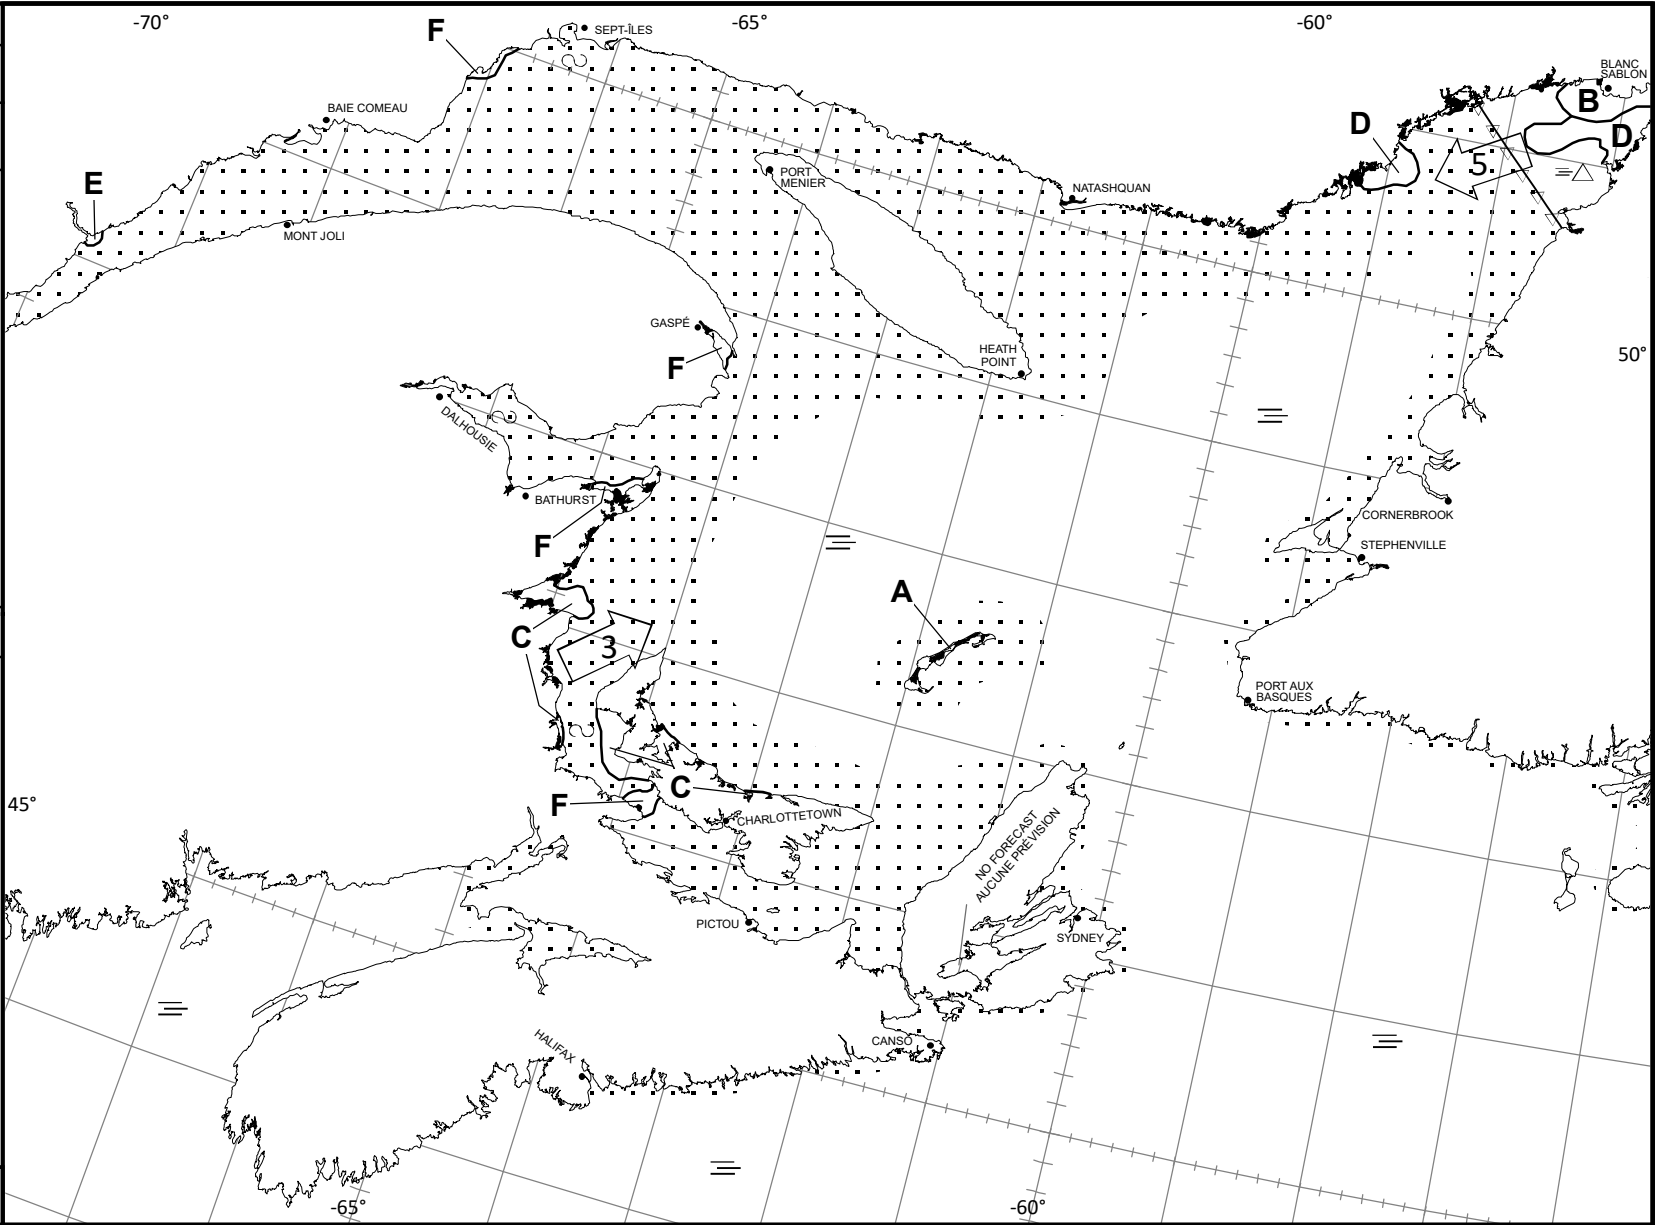 -70°
-65°
-60°
F
SEPT-ÎLES
BLANC
SABLON
B
BAIE COMEAU
D
D
5
PORT
MENIER
E
NATASHQUAN
MONT JOLI
GASPÉ
F
HEATH
POINT
50°
DALHOUSIE
BATHURST
CORNERBROOK
F
STEPHENVILLE
A
C
3
PORT AUX
BASQUES
C
F
45°
CHARLOTTETOWN
NO FORECAST
AUCUNE PRÉVISION
PICTOU
SYDNEY
CANSO
HALIFAX
-65°
-60°